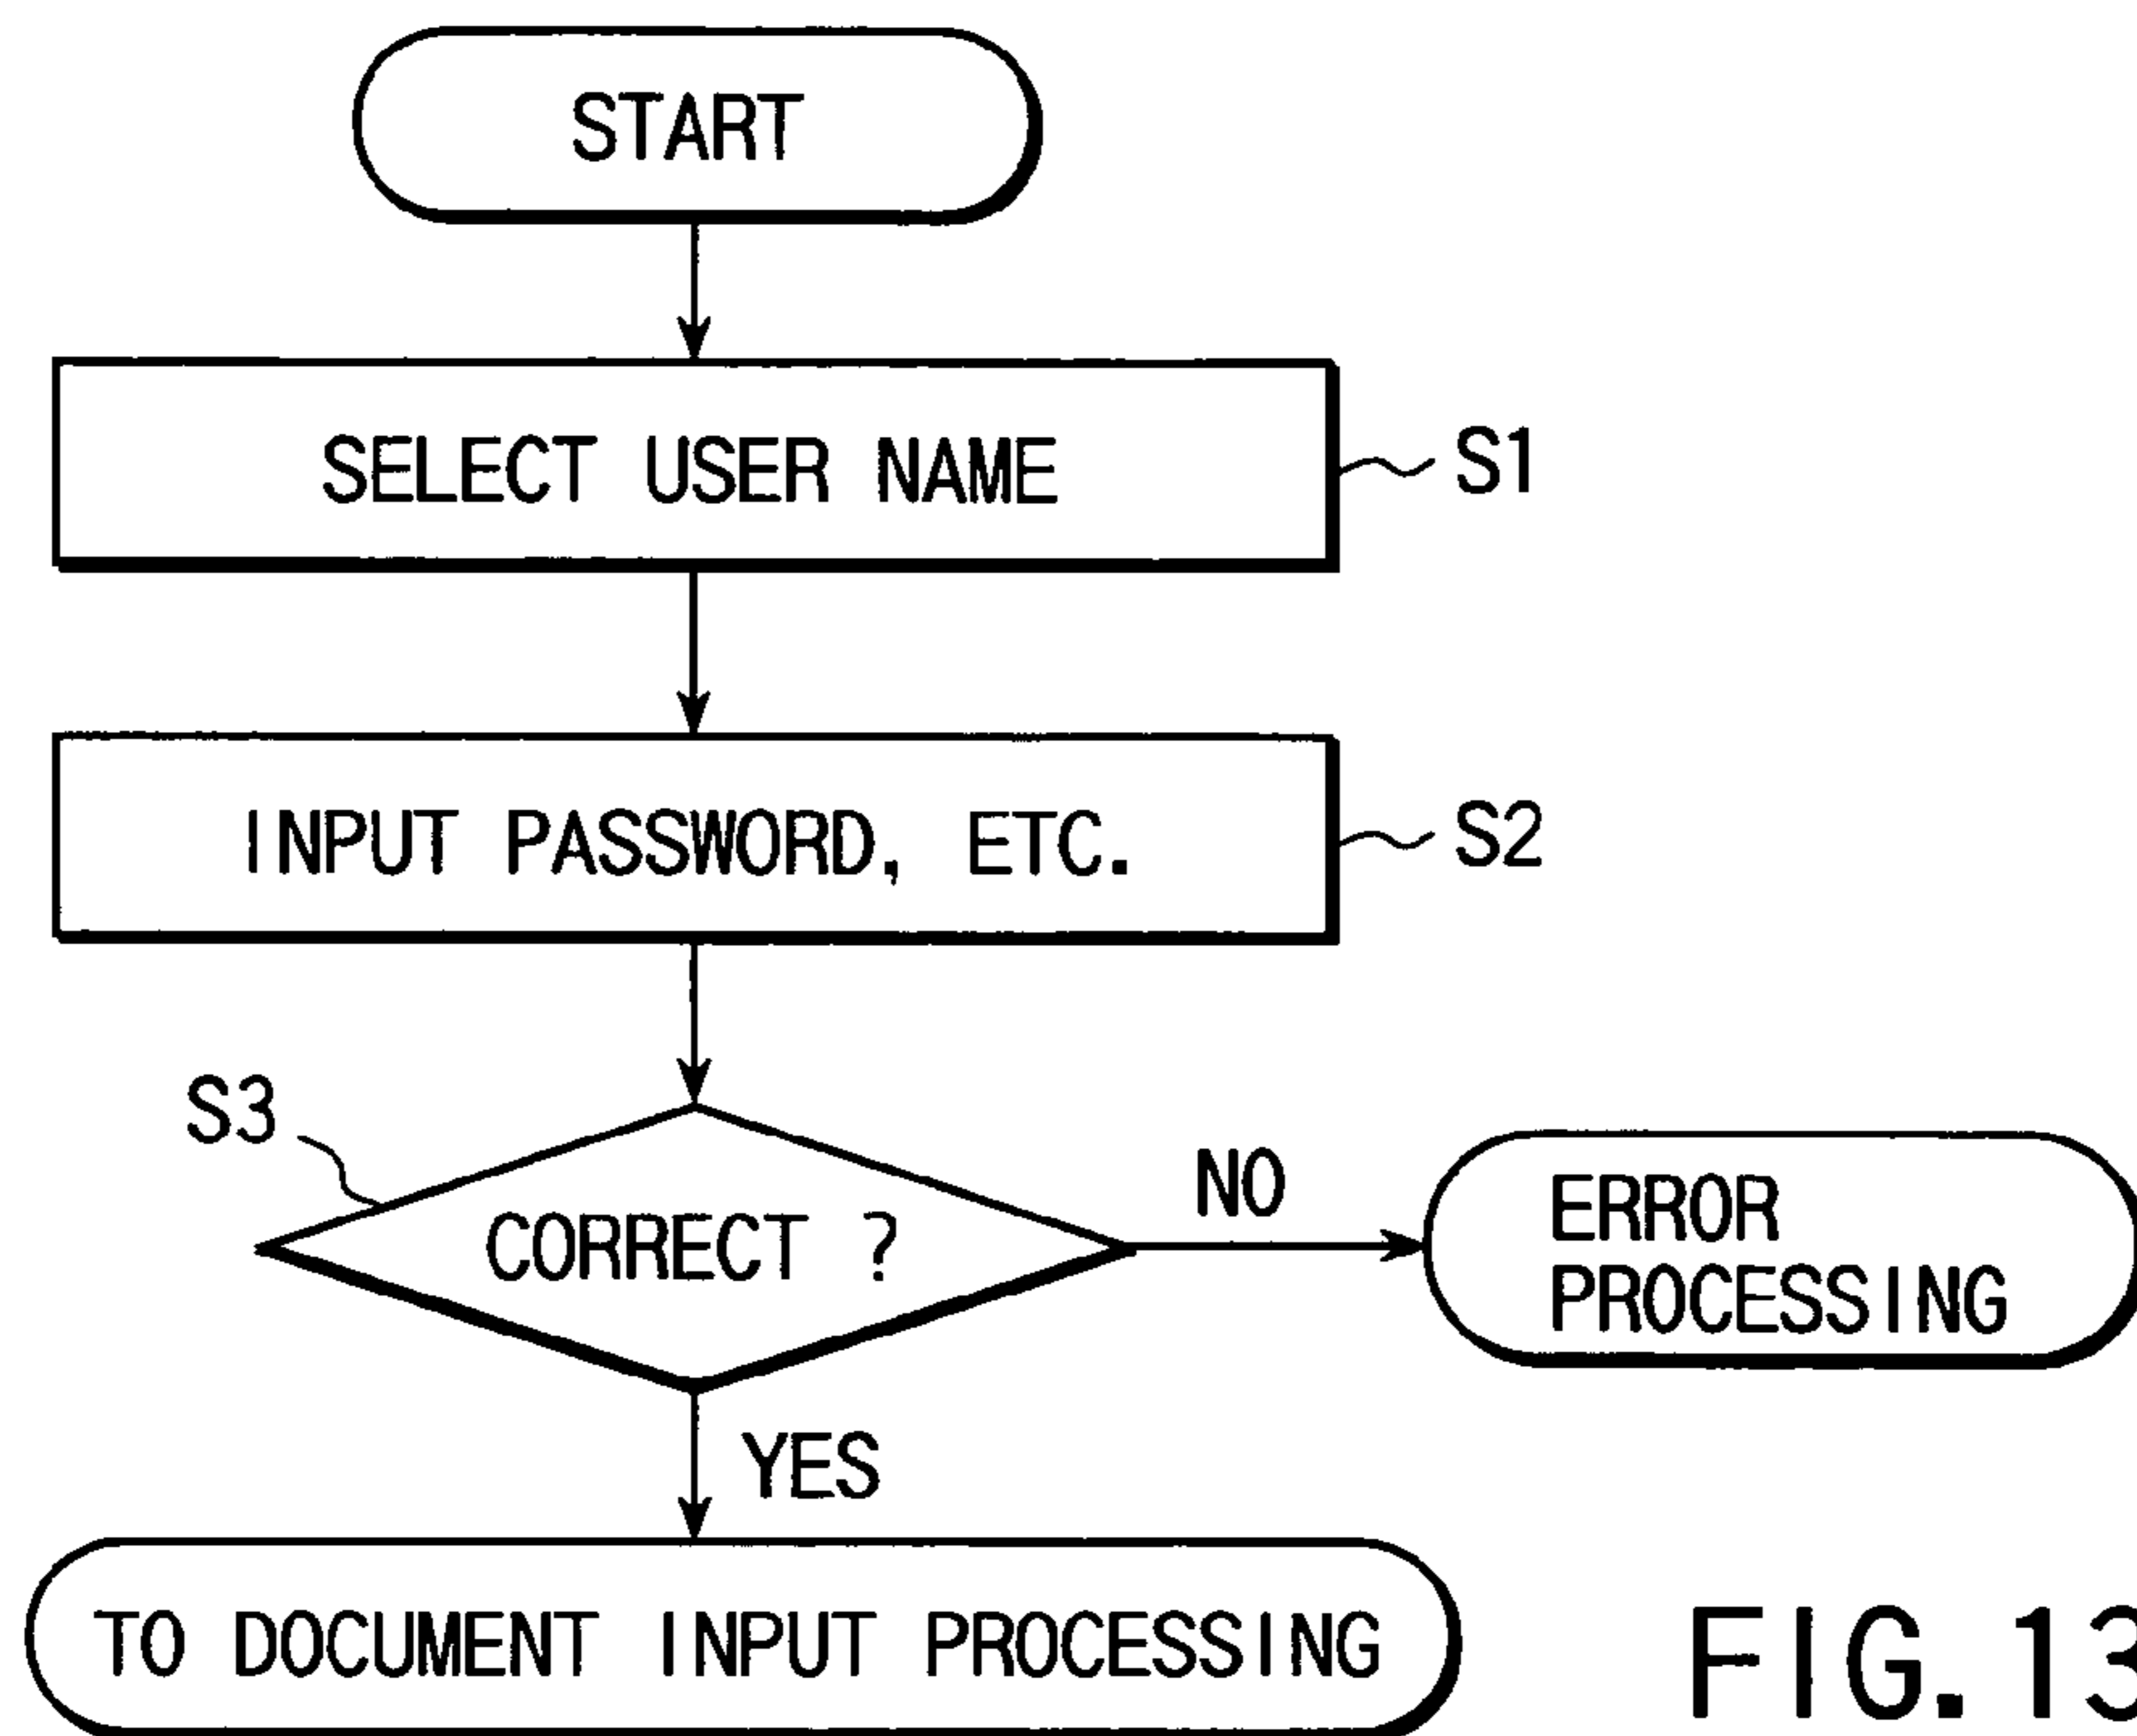 START
SELECT USER NAME
S1
INPUT PASSWORD, ETC.
S2
S3
CORRECT ?
NO
ERROR
PROCESSING
YES
TO DOCUMENT INPUT PROCESSING
FIG.13